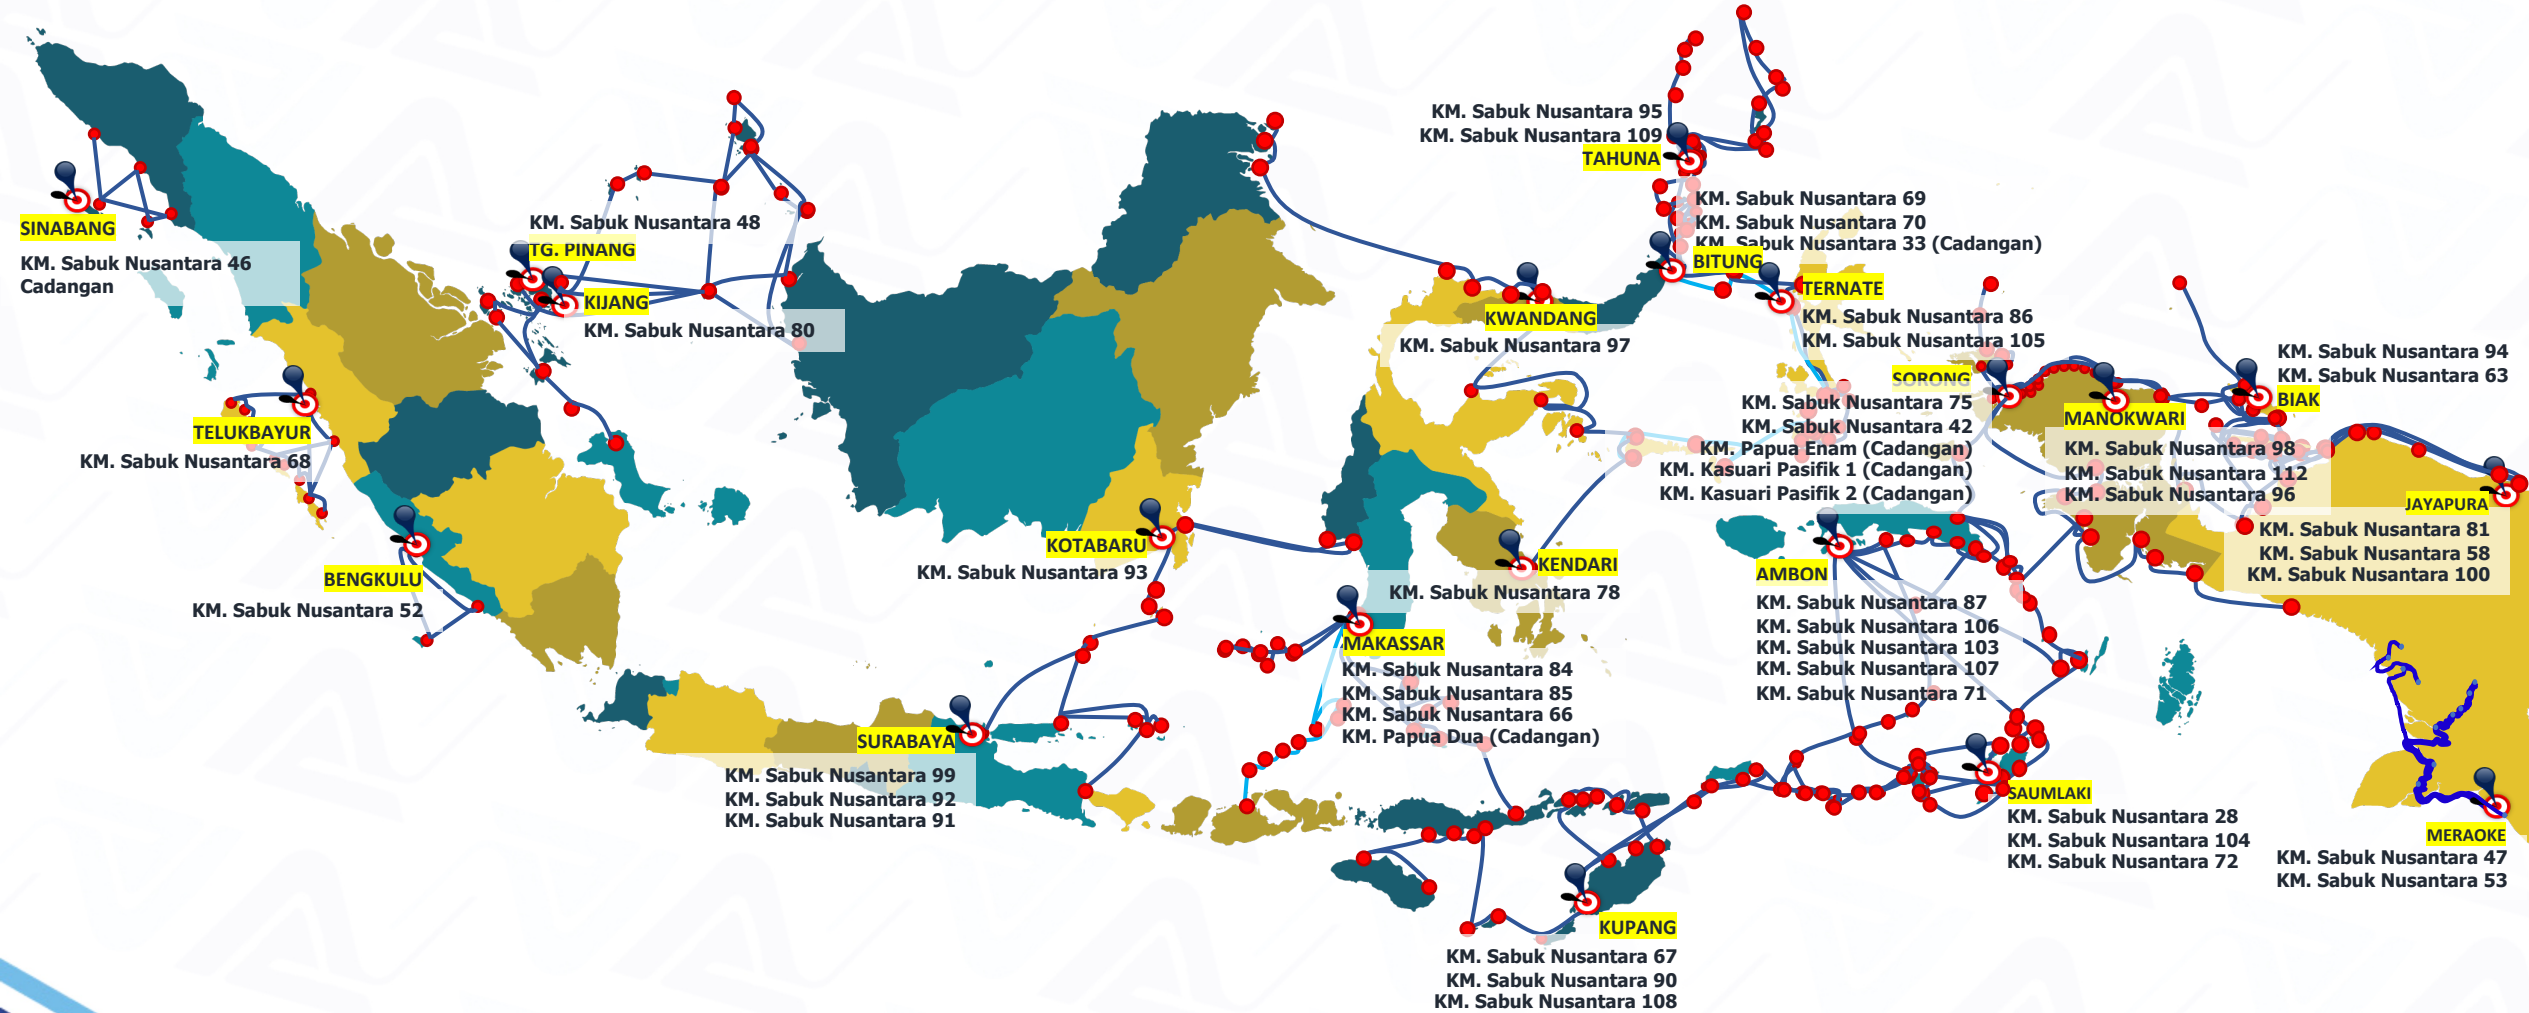 SINABANG
KM. Sabuk Nusantara 46
Cadangan
KM. Sabuk Nusantara 48
TG. PINANG
KIJANG
KM. Sabuk Nusantara 80
TELUKBAYUR
KM. Sabuk Nusantara 68
BENGKULU
KM. Sabuk Nusantara 52
KOTABARU
KM. Sabuk Nusantara 93
SURABAYA
KM. Sabuk Nusantara 99
KM. Sabuk Nusantara 92
KM. Sabuk Nusantara 91
KM. Sabuk Nusantara 95
KM. Sabuk Nusantara 109
TAHUNA
KM. Sabuk Nusantara 69
KM. Sabuk Nusantara 70
KM. Sabuk Nusantara 33 (Cadangan)
BITUNG
TERNATE
KM. Sabuk Nusantara 86
KM. Sabuk Nusantara 105
KWANDANG
KM. Sabuk Nusantara 97
SORONG
KM. Sabuk Nusantara 75
KM. Sabuk Nusantara 42
KM. Papua Enam (Cadangan)
KM. Kasuari Pasifik 1 (Cadangan)
KM. Kasuari Pasifik 2 (Cadangan)
KM. Sabuk Nusantara 94
KM. Sabuk Nusantara 63
BIAK
MANOKWARI
KM. Sabuk Nusantara 98
KM. Sabuk Nusantara 112
KM. Sabuk Nusantara 96
JAYAPURA
KM. Sabuk Nusantara 81
KM. Sabuk Nusantara 58
KM. Sabuk Nusantara 100
KENDARI
KM. Sabuk Nusantara 78
MAKASSAR
KM. Sabuk Nusantara 84
KM. Sabuk Nusantara 85
KM. Sabuk Nusantara 66
KM. Papua Dua (Cadangan)
AMBON
KM. Sabuk Nusantara 87
KM. Sabuk Nusantara 106
KM. Sabuk Nusantara 103
KM. Sabuk Nusantara 107
KM. Sabuk Nusantara 71
SAUMLAKI
KM. Sabuk Nusantara 28
KM. Sabuk Nusantara 104
KM. Sabuk Nusantara 72
MERAOKE
KM. Sabuk Nusantara 47
KM. Sabuk Nusantara 53
KUPANG
KM. Sabuk Nusantara 67
KM. Sabuk Nusantara 90
KM. Sabuk Nusantara 108